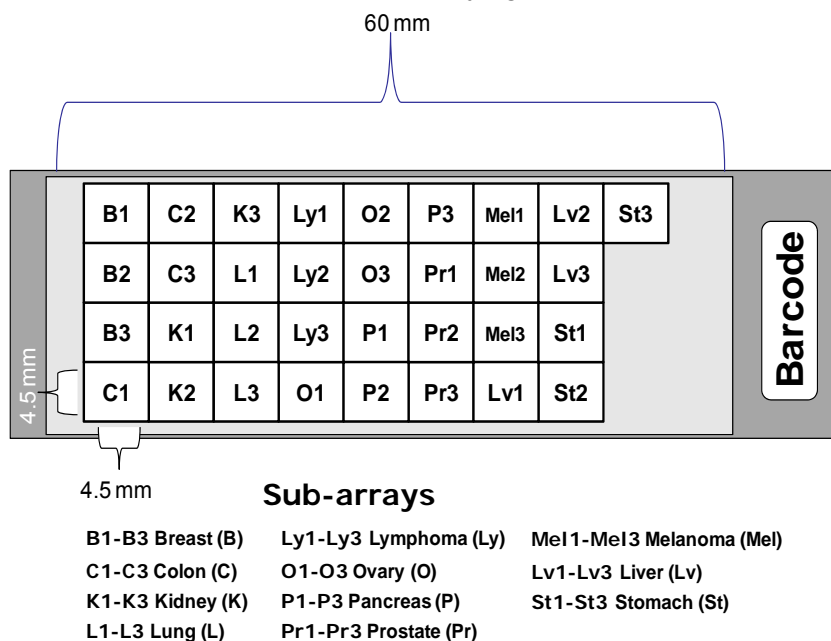 60 mm
B1 C2 K3 Ly1 O2 P3 Mel1 Lv2 St3
B2 C3 L1 Ly2 O3 Pr1 Mel2 Lv3
B3 K1 L2 Ly3 P1 Pr2 Mel3 St1
C1 K2 L3 O1 P2 Pr3 Lv1 St2
4.5 mm
Barcode
4.5 mm
Sub-arrays
B1-B3 Breast (B) Ly1-Ly3 Lymphoma (Ly) Mel1-Mel3 Melanoma (Mel)
C1-C3 Colon (C) O1-O3 Ovary (O) Lv1-Lv3 Liver (Lv)
K1-K3 Kidney (K) P1-P3 Pancreas (P) St1-St3 Stomach (St)
L1-L3 Lung (L) Pr1-Pr3 Prostate (Pr)